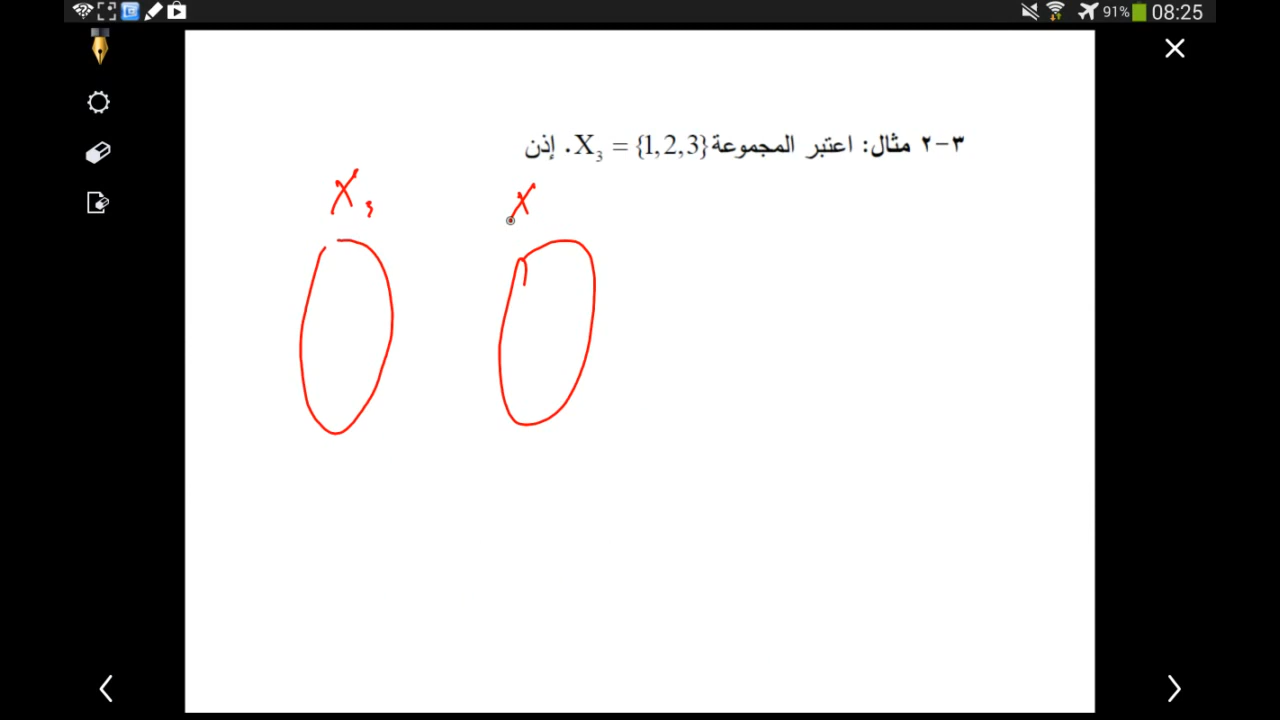 91% 08:25
٣-٢ مثال: اعتبر المجموعة X₃ = {1,2,3}. إذن
X₃ X